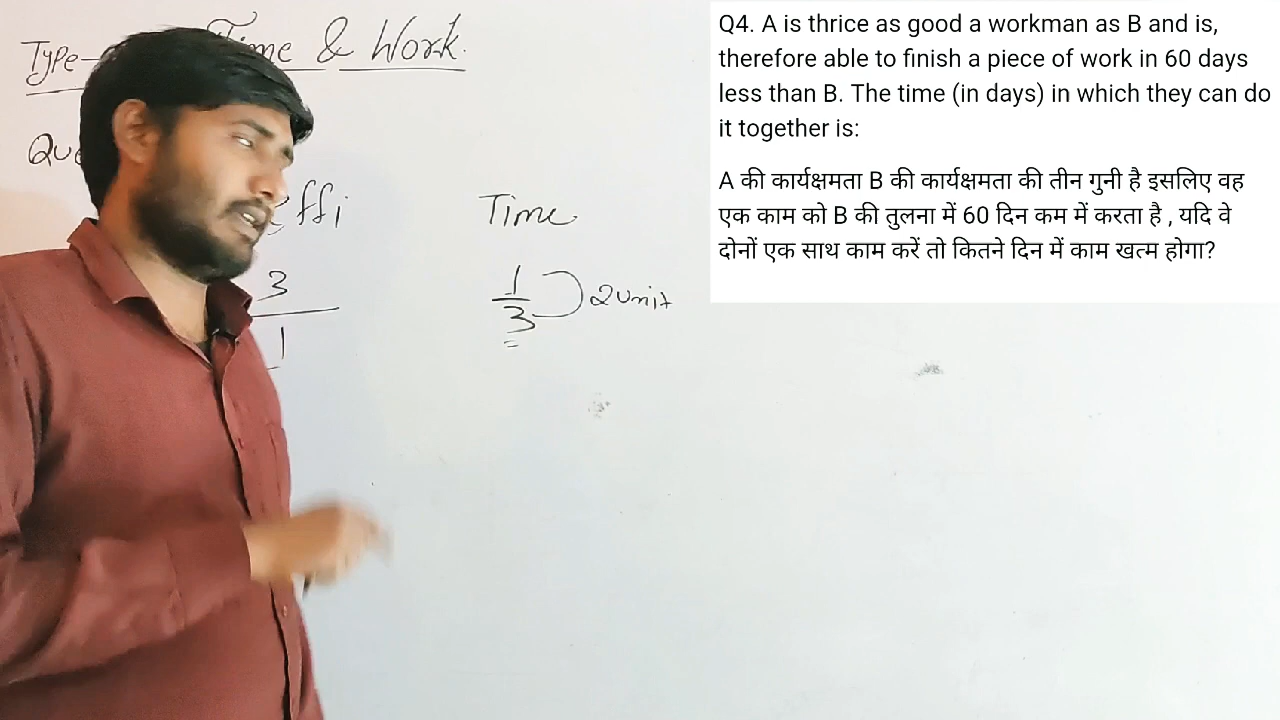 Type-
Time & Work.
Effi
Time
3
1
1
3
2 unit
Q4. A is thrice as good a workman as B and is,
therefore able to finish a piece of work in 60 days
less than B. The time (in days) in which they can do
it together is:
A की कार्यक्षमता B की कार्यक्षमता की तीन गुनी है इसलिए वह
एक काम को B की तुलना में 60 दिन कम में करता है , यदि वे
दोनों एक साथ काम करें तो कितने दिन में काम खत्म होगा?